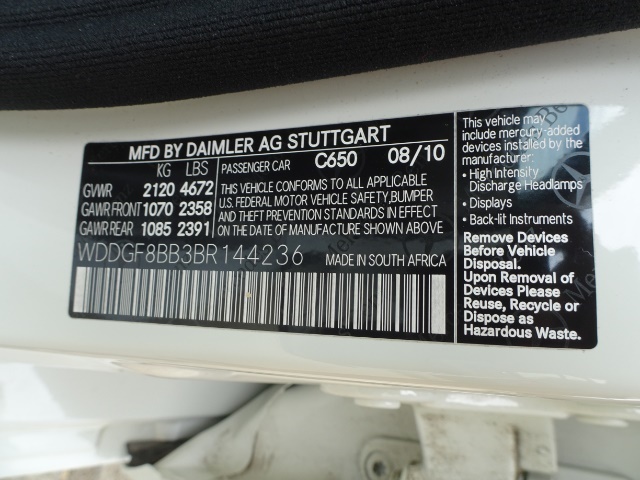 MFD BY DAIMLER AG STUTTGART
KG LBS PASSENGER CAR C650 08/10
GVWR 2120 4672
GAWR FRONT 1070 2358
GAWR REAR 1085 2391
THIS VEHICLE CONFORMS TO ALL APPLICABLE
U.S. FEDERAL MOTOR VEHICLE SAFETY,BUMPER
AND THEFT PREVENTION STANDARDS IN EFFECT
ON THE DATE OF MANUFACTURE SHOWN ABOVE
WDDGF8BB3BR144236
MADE IN SOUTH AFRICA
This vehicle may
include mercury-added
devices installed by the
manufacturer:
• High Intensity
Discharge Headlamps
• Displays
• Back-lit Instruments
Remove Devices
Before Vehicle
Disposal.
Upon Removal of
Devices Please
Reuse, Recycle or
Dispose as
Hazardous Waste.